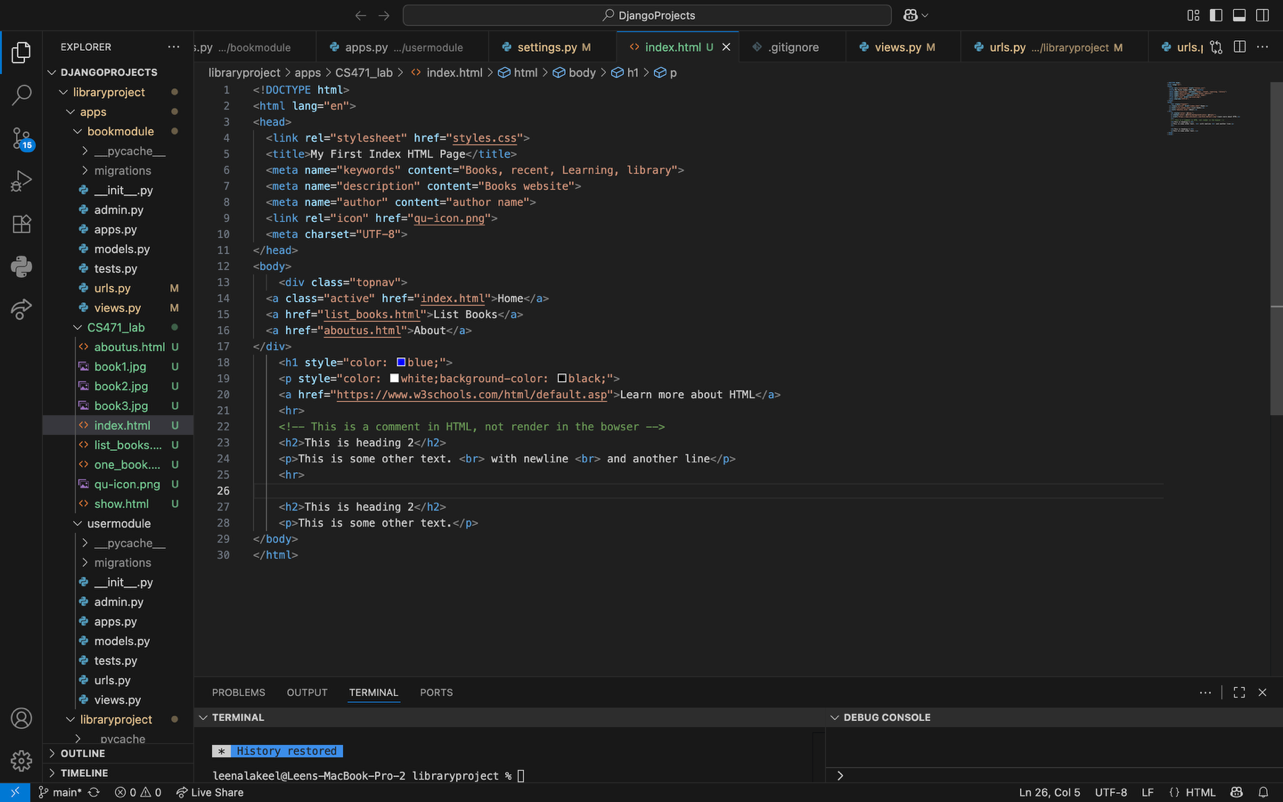 DjangoProjects
EXPLORER
s.py .../bookmodule
apps.py .../usermodule
settings.py M
index.html U
.gitignore
views.py M
urls.py .../libraryproject M
urls.p
libraryproject > apps > CS471_lab > index.html > html > body > h1 > p
DJANGOPROJECTS
libraryproject
apps
bookmodule
__pycache__
migrations
__init__.py
admin.py
apps.py
models.py
tests.py
urls.py M
views.py M
CS471_lab
aboutus.html U
book1.jpg U
book2.jpg U
book3.jpg U
index.html U
list_books.... U
one_book.... U
qu-icon.png U
show.html U
usermodule
__pycache__
migrations
__init__.py
admin.py
apps.py
models.py
tests.py
urls.py
views.py
libraryproject
__pycache__
OUTLINE
TIMELINE
15
1 <!DOCTYPE html>
2 <html lang="en">
3 <head>
4 <link rel="stylesheet" href="styles.css">
5 <title>My First Index HTML Page</title>
6 <meta name="keywords" content="Books, recent, Learning, library">
7 <meta name="description" content="Books website">
8 <meta name="author" content="author name">
9 <link rel="icon" href="qu-icon.png">
10 <meta charset="UTF-8">
11 </head>
12 <body>
13 <div class="topnav">
14 <a class="active" href="index.html">Home</a>
15 <a href="list_books.html">List Books</a>
16 <a href="aboutus.html">About</a>
17 </div>
18 <h1 style="color: blue;">
19 <p style="color: white;background-color: black;">
20 <a href="https://www.w3schools.com/html/default.asp">Learn more about HTML</a>
21 <hr>
22 <!-- This is a comment in HTML, not render in the bowser -->
23 <h2>This is heading 2</h2>
24 <p>This is some other text. <br> with newline <br> and another line</p>
25 <hr>
26
27 <h2>This is heading 2</h2>
28 <p>This is some other text.</p>
29 </body>
30 </html>
PROBLEMS OUTPUT TERMINAL PORTS
TERMINAL
DEBUG CONSOLE
* History restored
leenalakeel@Leens-MacBook-Pro-2 libraryproject %
>
main* 0 0 Live Share
Ln 26, Col 5 UTF-8 LF {} HTML